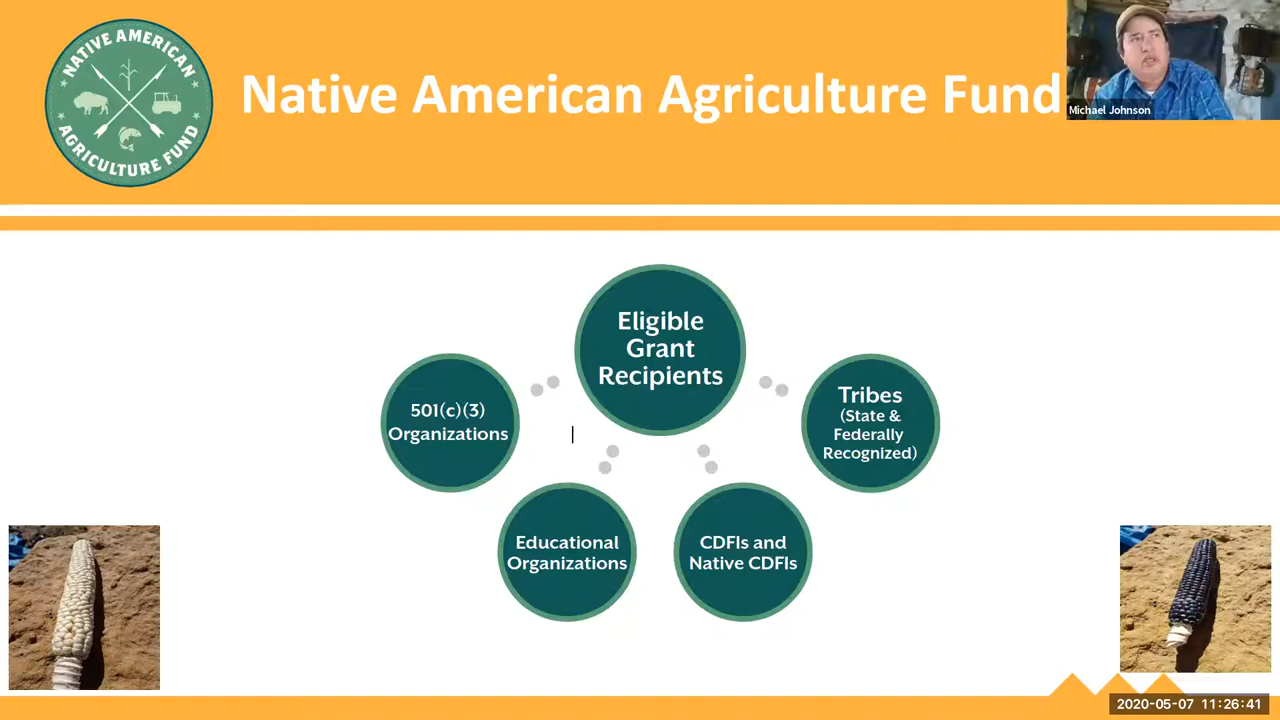 NATIVE AMERICAN
AGRICULTURE FUND
Native American Agriculture Fund
Michael Johnson
Eligible
Grant
Recipients
501(c)(3)
Organizations
Tribes
(State &
Federally
Recognized)
Educational
Organizations
CDFIs and
Native CDFIs
2020-05-07 11:26:41